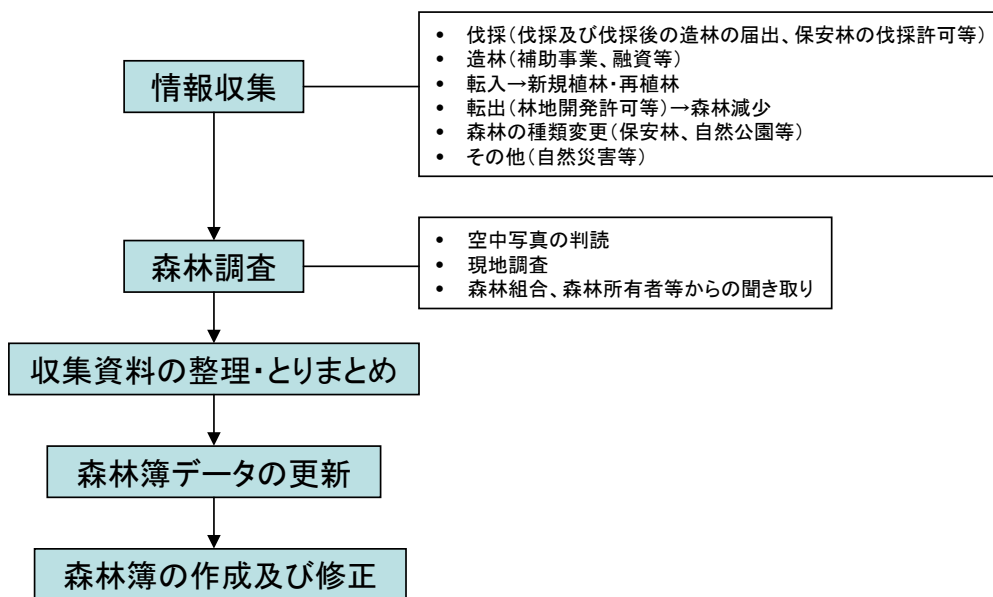 情報収集
• 伐採(伐採及び伐採後の造林の届出、保安林の伐採許可等)
• 造林(補助事業、融資等)
• 転入→新規植林・再植林
• 転出(林地開発許可等)→森林減少
• 森林の種類変更(保安林、自然公園等)
• その他(自然災害等)
森林調査
• 空中写真の判読
• 現地調査
• 森林組合、森林所有者等からの聞き取り
収集資料の整理・とりまとめ
森林簿データの更新
森林簿の作成及び修正